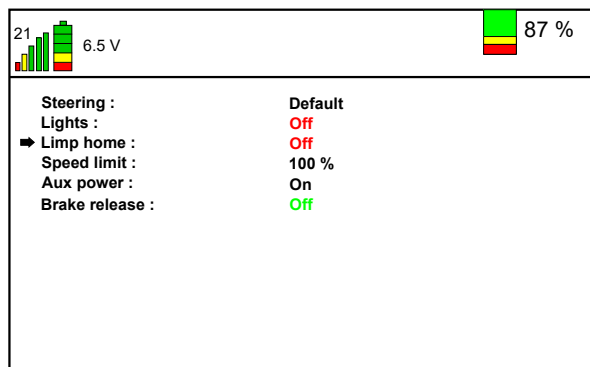 21
6.5 V
87 %
Steering : Default
Lights : Off
Limp home : Off
Speed limit : 100 %
Aux power : On
Brake release : Off